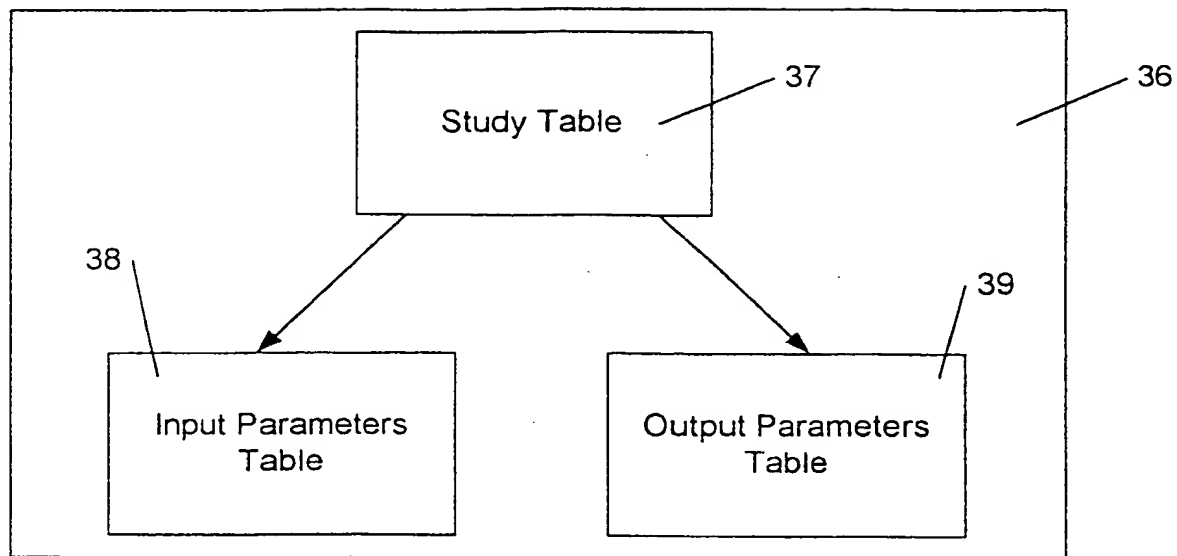 37
36
Study Table
38
39
Input Parameters
Table
Output Parameters
Table